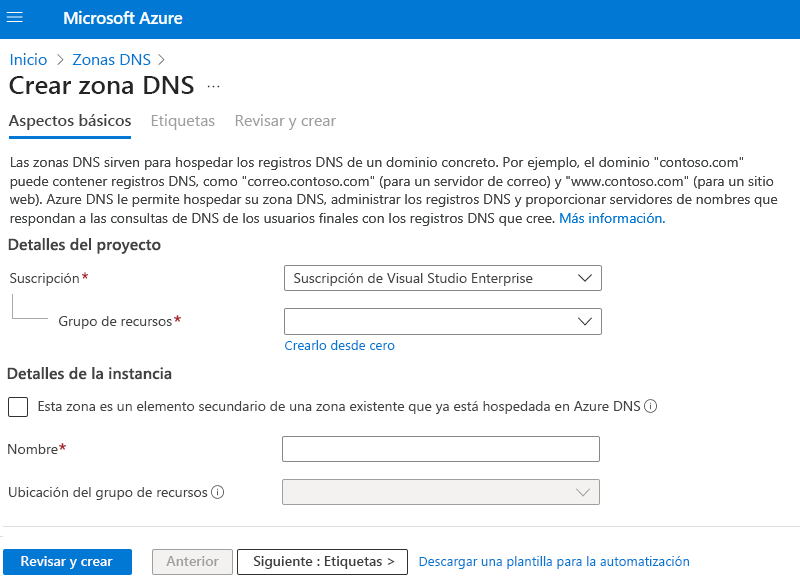 Microsoft Azure
Inicio > Zonas DNS >
Crear zona DNS ...
Aspectos básicos Etiquetas Revisar y crear
Las zonas DNS sirven para hospedar los registros DNS de un dominio concreto. Por ejemplo, el dominio "contoso.com"
puede contener registros DNS, como "correo.contoso.com" (para un servidor de correo) y "www.contoso.com" (para un sitio
web). Azure DNS le permite hospedar su zona DNS, administrar los registros DNS y proporcionar servidores de nombres que
respondan a las consultas de DNS de los usuarios finales con los registros DNS que cree. Más información.
Detalles del proyecto
Suscripción* Suscripción de Visual Studio Enterprise
Grupo de recursos*
Crearlo desde cero
Detalles de la instancia
Esta zona es un elemento secundario de una zona existente que ya está hospedada en Azure DNS
Nombre*
Ubicación del grupo de recursos
Revisar y crear Anterior Siguiente : Etiquetas > Descargar una plantilla para la automatización